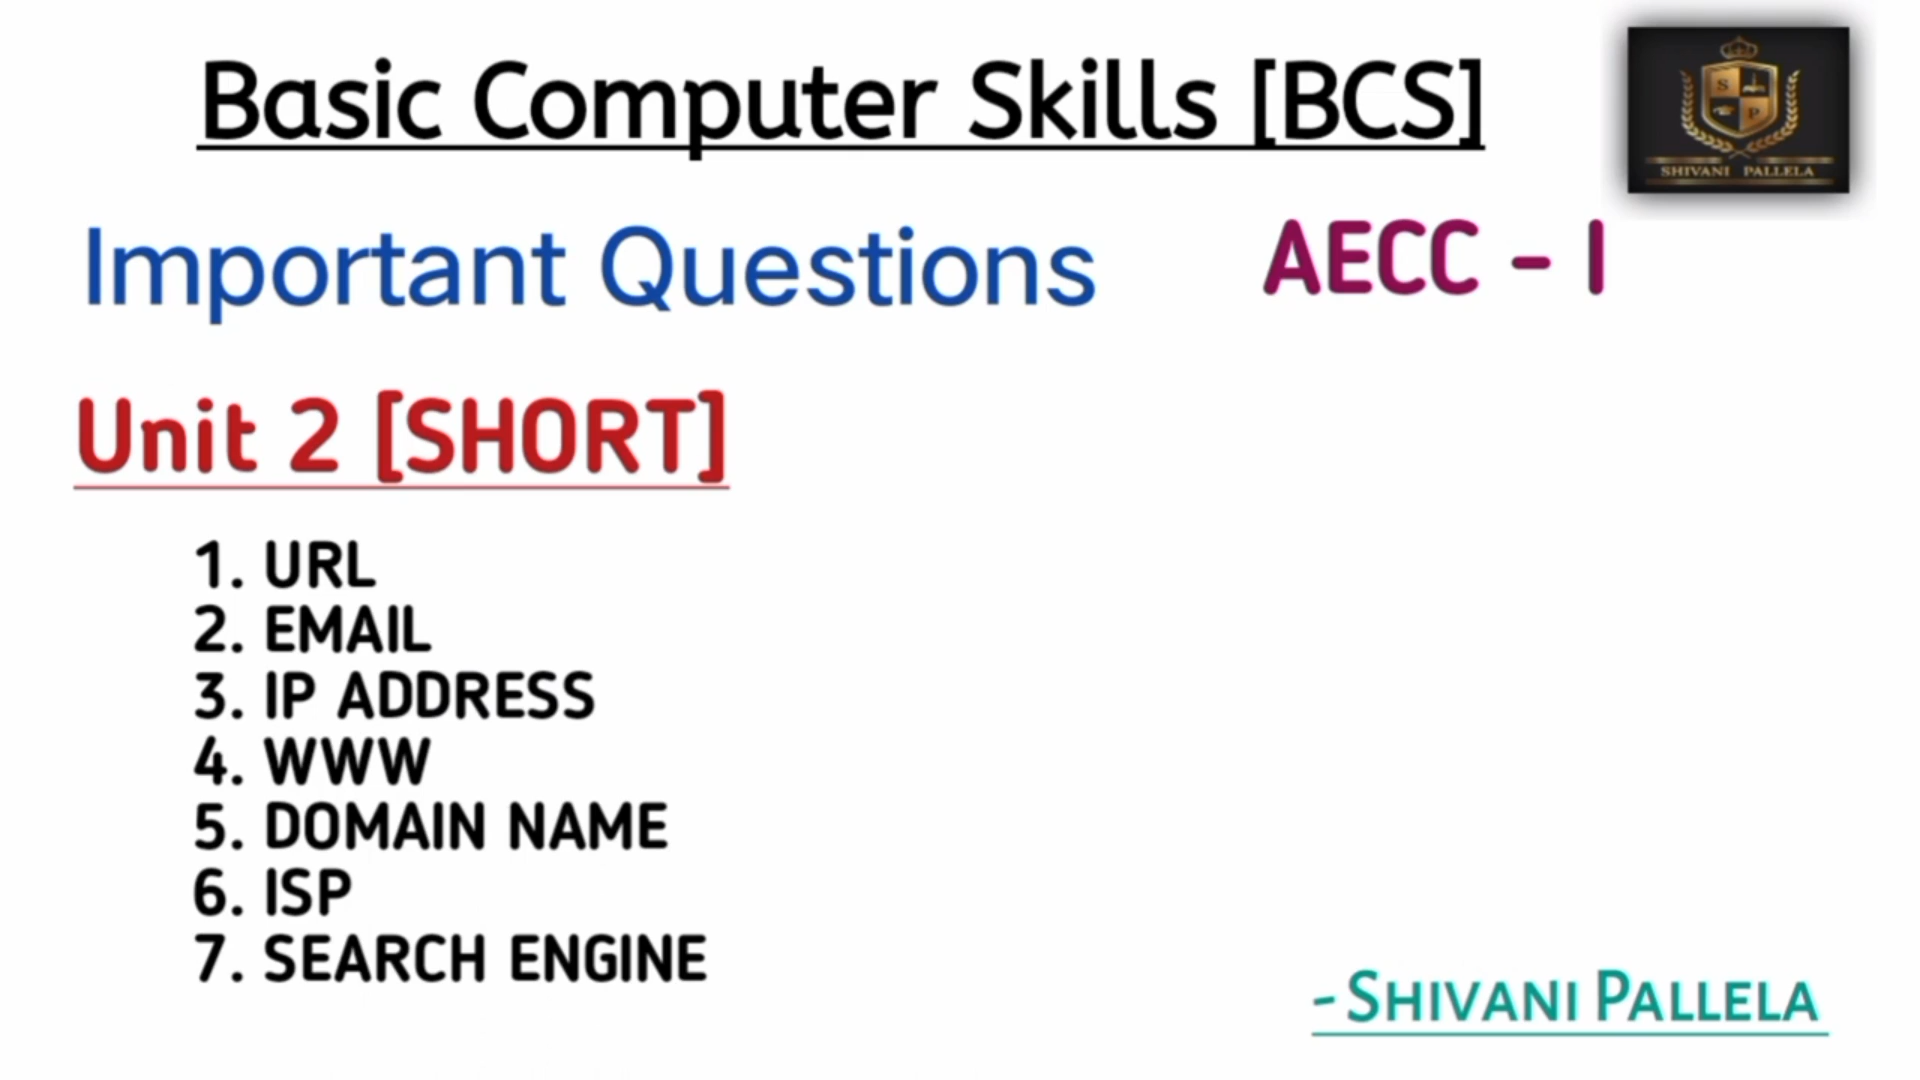 Basic Computer Skills [BCS]
S
P
SHIVANI PALLELA
Important Questions
AECC - I
Unit 2 [SHORT]
1. URL
2. EMAIL
3. IP ADDRESS
4. WWW
5. DOMAIN NAME
6. ISP
7. SEARCH ENGINE
- SHIVANI PALLELA